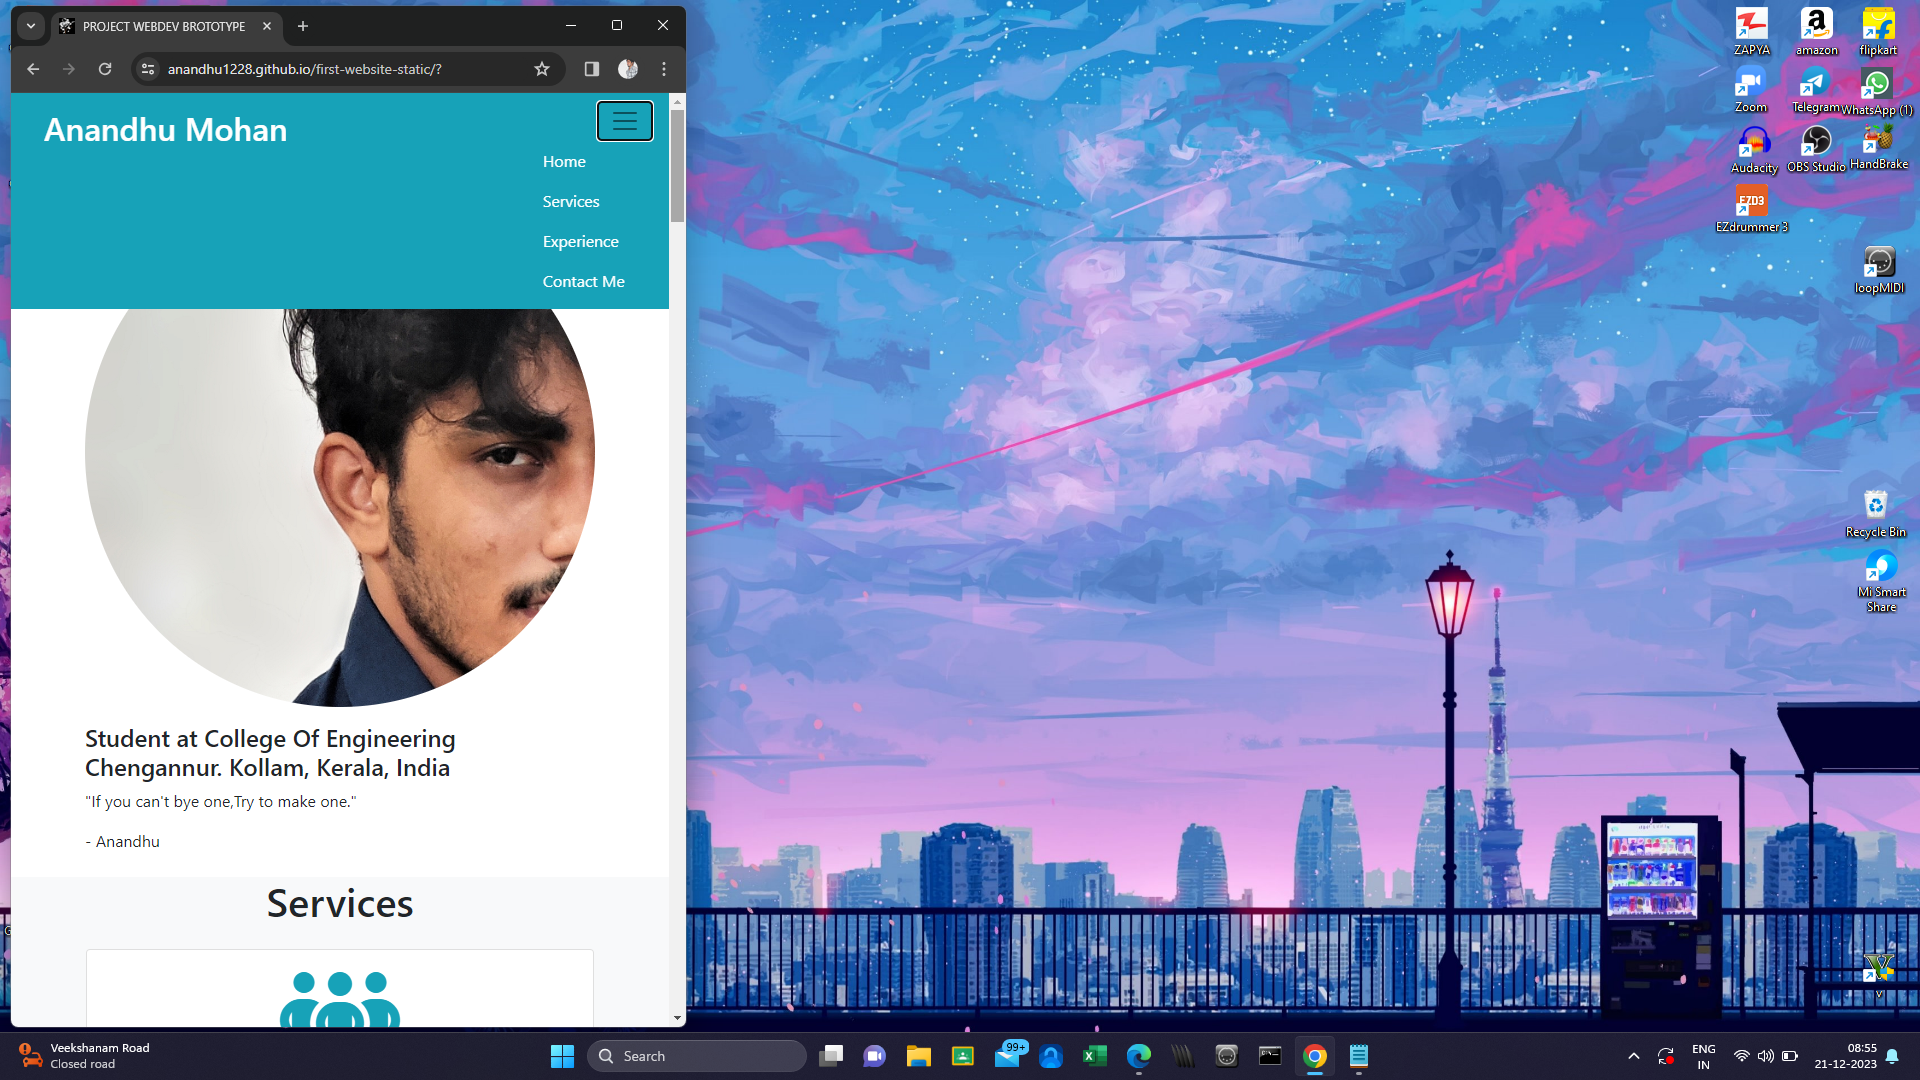 PROJECT WEBDEV BROTOTYPE
anandhu1228.github.io/first-website-static/?
Anandhu Mohan
Home
Services
Experience
Contact Me
Student at College Of Engineering
Chengannur. Kollam, Kerala, India
"If you can't bye one,Try to make one."
- Anandhu
Services
ZAPYA
amazon
flipkart
Zoom
Telegram
WhatsApp (1)
Audacity
OBS Studio
HandBrake
EZD3
EZdrummer 3
loopMIDI
Recycle Bin
Mi Smart
Share
V
Veekshanam Road
Closed road
Search
99+
ENG
IN
08:55
21-12-2023